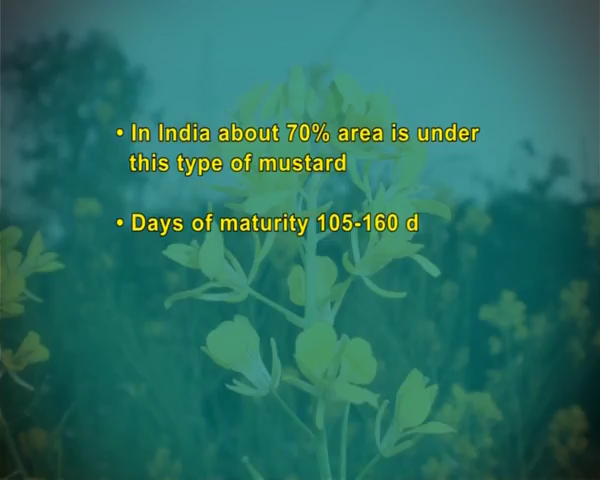 • In India about 70% area is under
this type of mustard
• Days of maturity 105-160 d